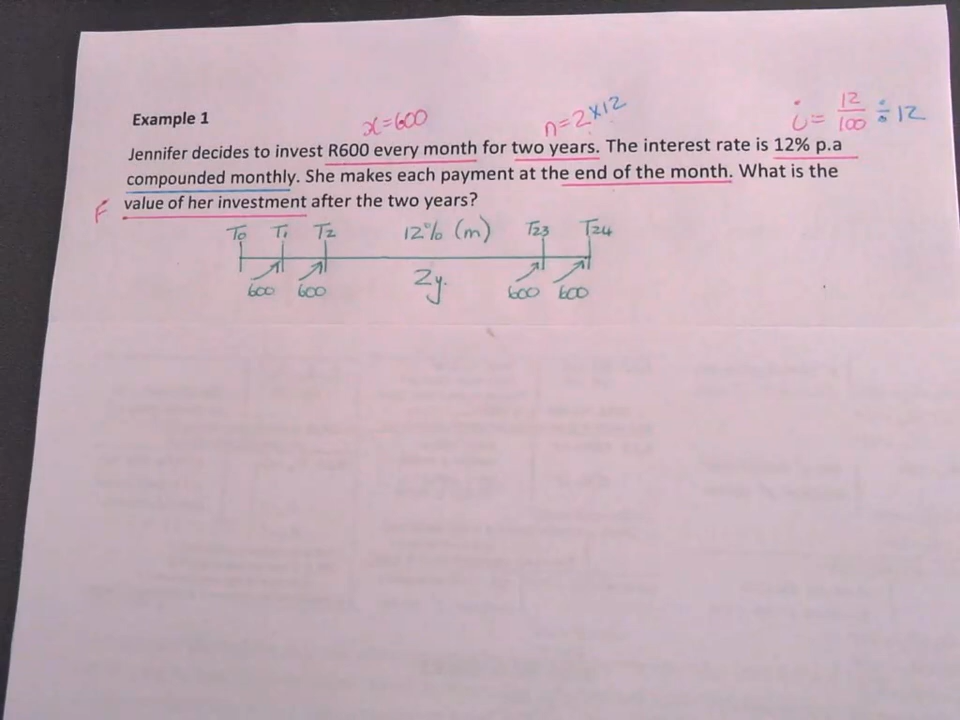 Example 1
x=600 n=2×12 i= 12/100 ÷12
Jennifer decides to invest R600 every month for two years. The interest rate is 12% p.a
compounded monthly. She makes each payment at the end of the month. What is the
F value of her investment after the two years?
T0 T1 T2 12% (m) T23 T24
600 600 2y. 600 600